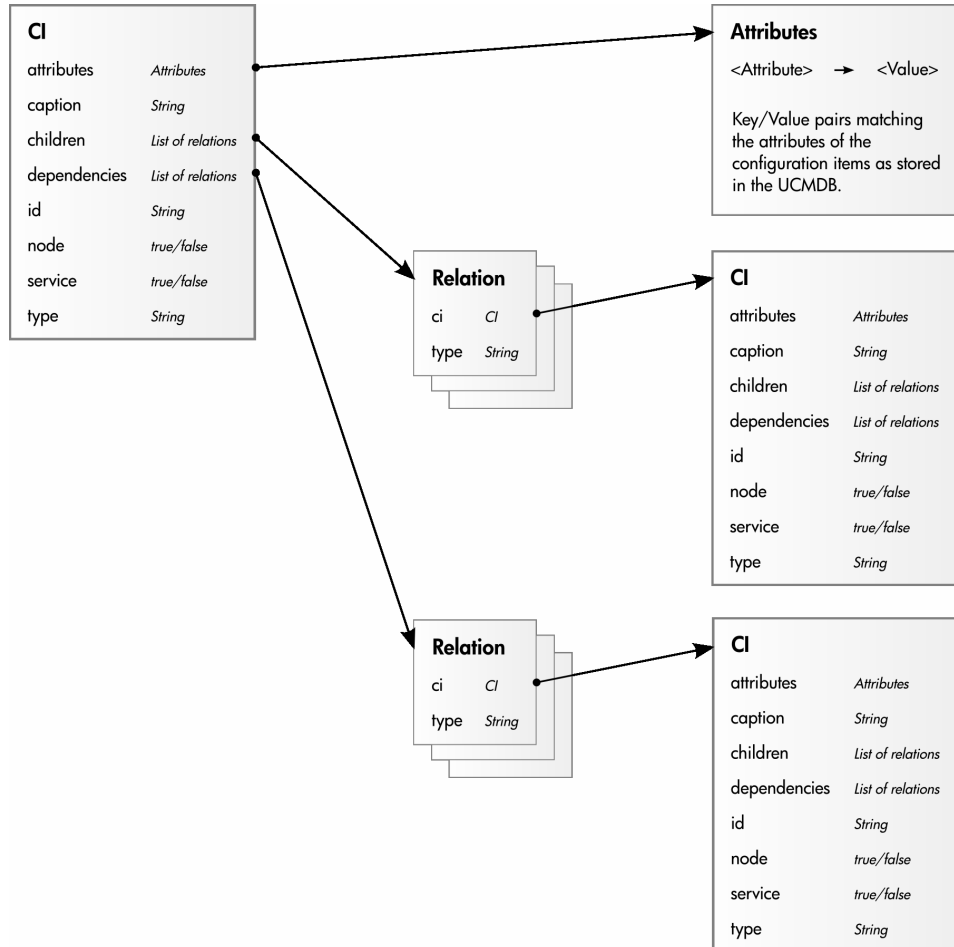 CI
attributes Attributes
caption String
children List of relations
dependencies List of relations
id String
node true/false
service true/false
type String
Attributes
<Attribute> → <Value>
Key/Value pairs matching
the attributes of the
configuration items as stored
in the UCMDB.
Relation
ci CI
type String
CI
attributes Attributes
caption String
children List of relations
dependencies List of relations
id String
node true/false
service true/false
type String
Relation
ci CI
type String
CI
attributes Attributes
caption String
children List of relations
dependencies List of relations
id String
node true/false
service true/false
type String